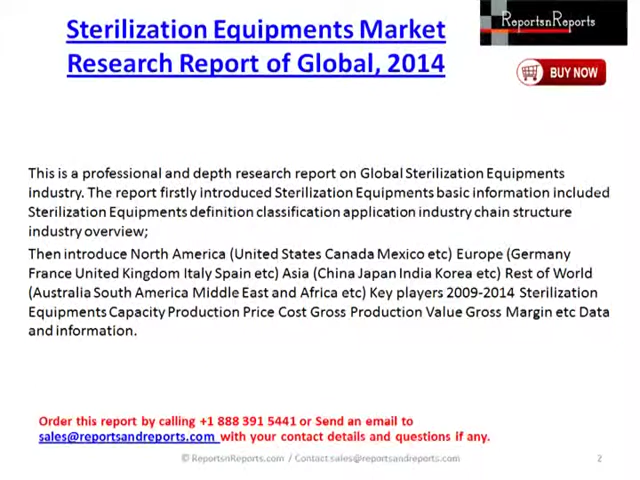 Sterilization Equipments Market
Research Report of Global, 2014
ReportsnReports
BUY NOW
This is a professional and depth research report on Global Sterilization Equipments
industry. The report firstly introduced Sterilization Equipments basic information included
Sterilization Equipments definition classification application industry chain structure
industry overview;
Then introduce North America (United States Canada Mexico etc) Europe (Germany
France United Kingdom Italy Spain etc) Asia (China Japan India Korea etc) Rest of World
(Australia South America Middle East and Africa etc) Key players 2009-2014 Sterilization
Equipments Capacity Production Price Cost Gross Production Value Gross Margin etc Data
and information.
Order this report by calling +1 888 391 5441 or Send an email to
sales@reportsandreports.com with your contact details and questions if any.
© ReportsnReports.com / Contact sales@reportsandreports.com
2